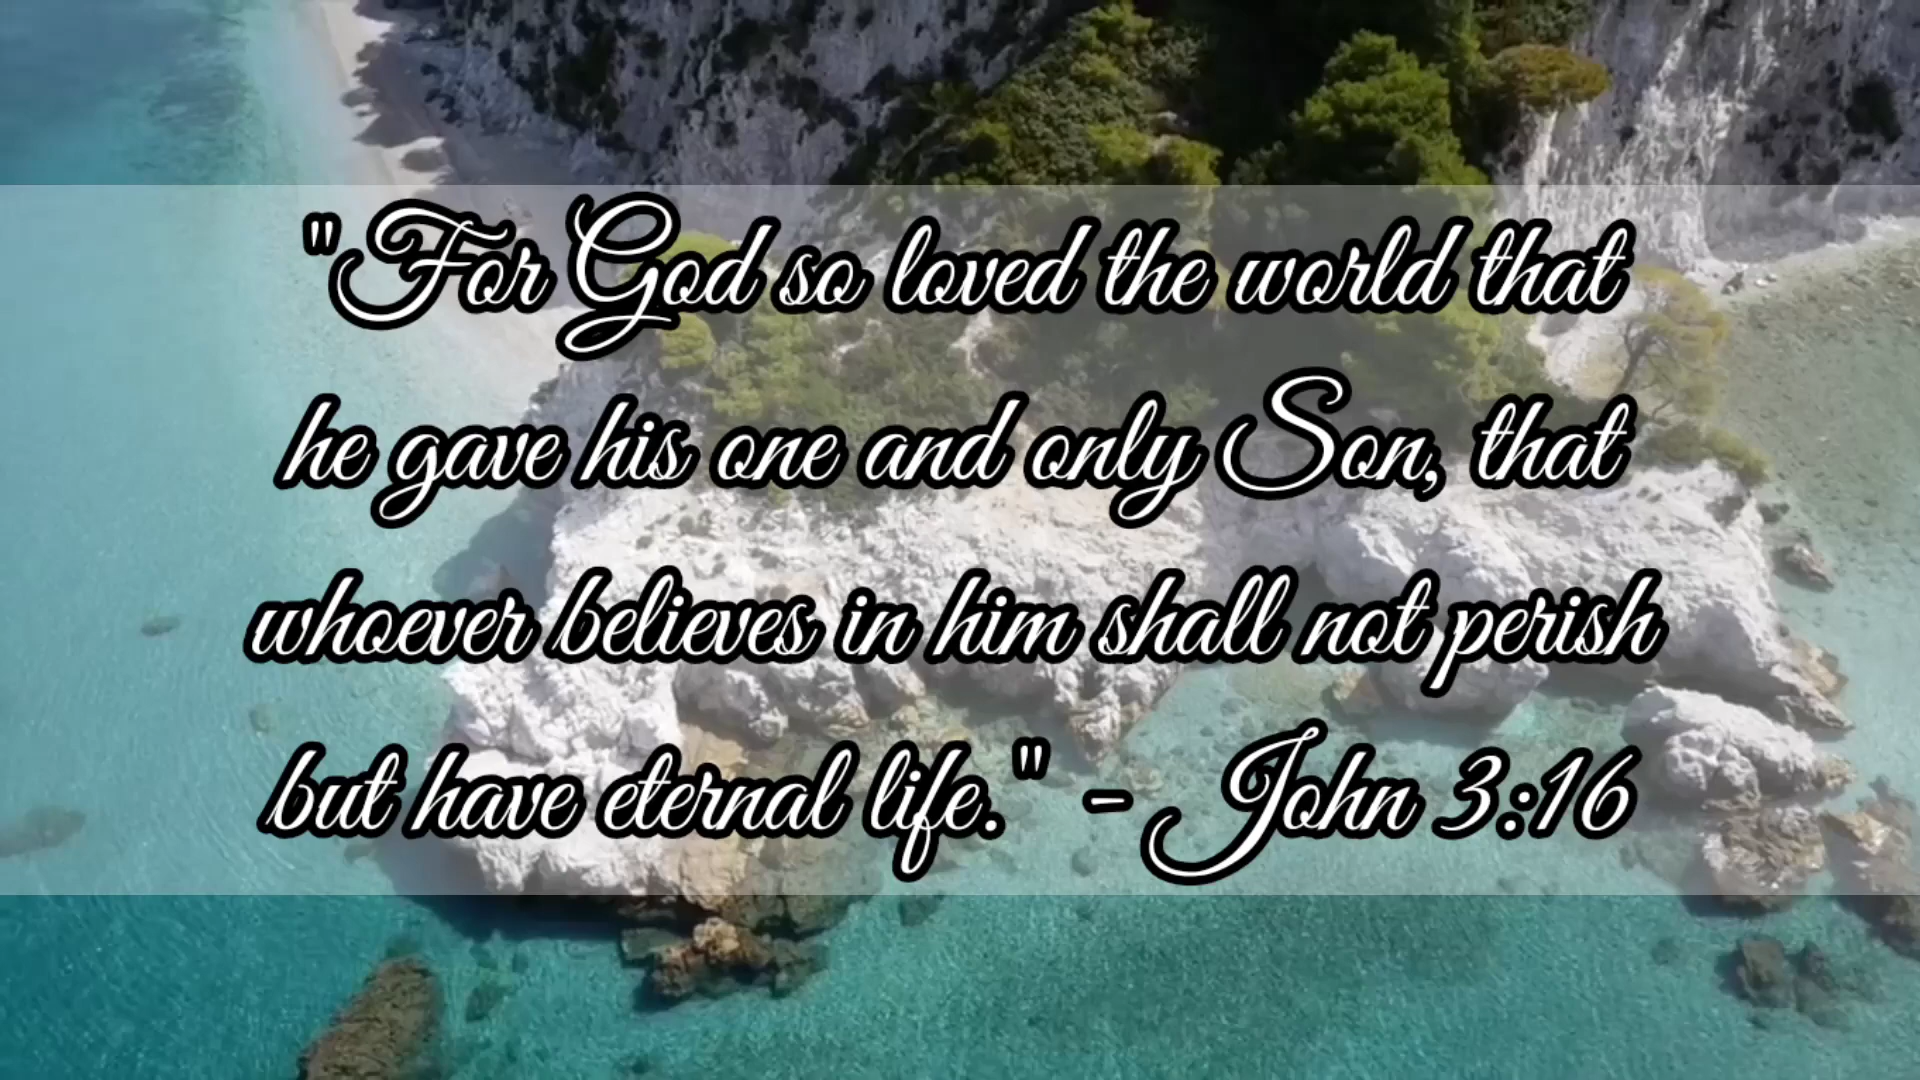 "For God so loved the world that
he gave his one and only Son, that
whoever believes in him shall not perish
but have eternal life." - John 3:16